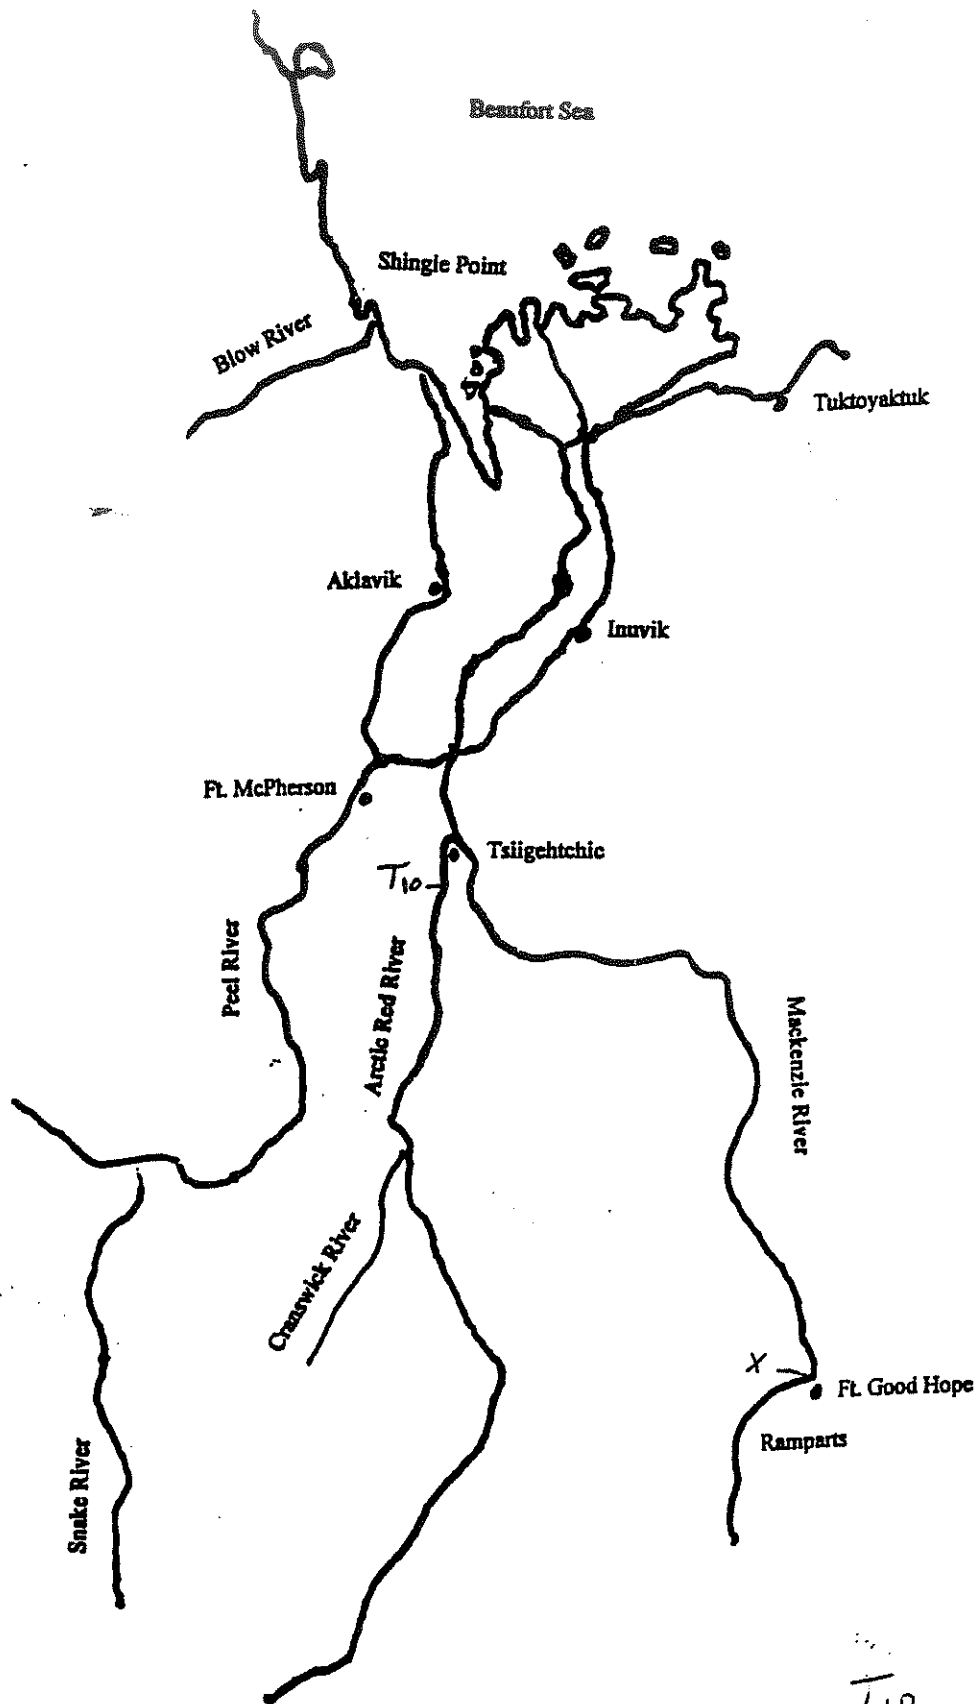 Beaufort Sea
Shingle Point
Blow River
Tuktoyaktuk
Aklavik
Inuvik
Ft. McPherson
Tsiigehtchic
T10
Peel River
Arctic Red River
Mackenzie River
Cranswick River
X
Ft. Good Hope
Ramparts
Snake River
T10